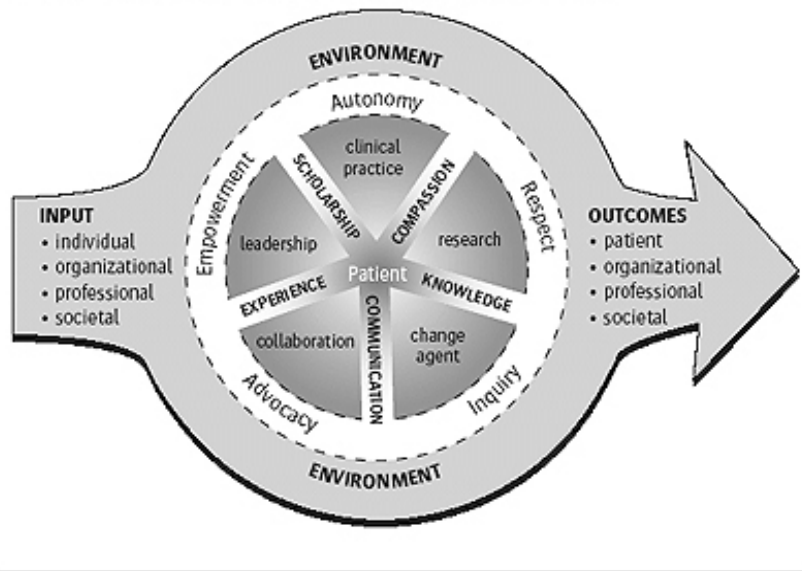 ENVIRONMENT
Autonomy
clinical
practice
SCHOLARSHIP
COMPASSION
Empowerment
Respect
INPUT
• individual
• organizational
• professional
• societal
leadership
research
OUTCOMES
• patient
• organizational
• professional
• societal
Patient
EXPERIENCE
KNOWLEDGE
COMMUNICATION
collaboration
change
agent
Advocacy
Inquiry
ENVIRONMENT